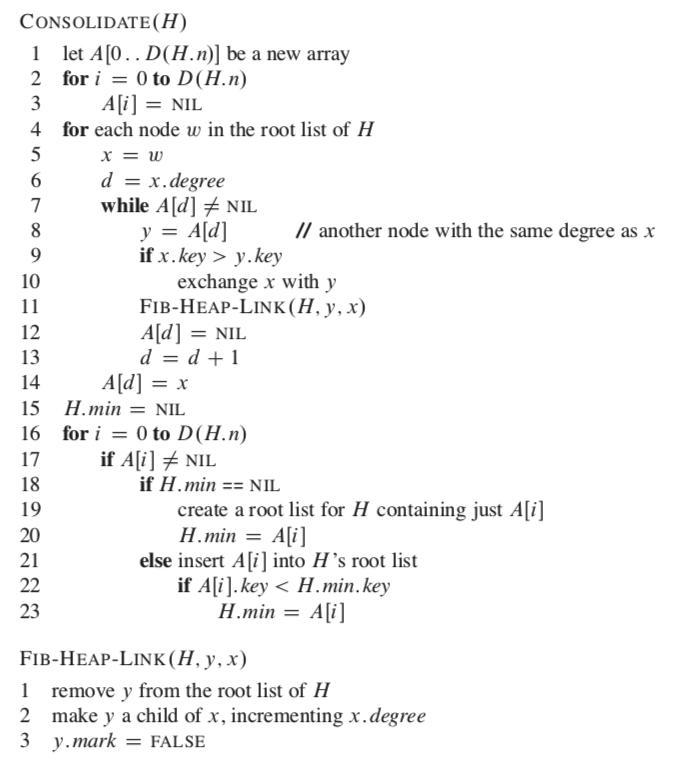 CONSOLIDATE(H)
1 let A[0 . . D(H.n)] be a new array
2 for i = 0 to D(H.n)
3 A[i] = NIL
4 for each node w in the root list of H
5 x = w
6 d = x.degree
7 while A[d] ≠ NIL
8 y = A[d] // another node with the same degree as x
9 if x.key > y.key
10 exchange x with y
11 FIB-HEAP-LINK(H, y, x)
12 A[d] = NIL
13 d = d + 1
14 A[d] = x
15 H.min = NIL
16 for i = 0 to D(H.n)
17 if A[i] ≠ NIL
18 if H.min == NIL
19 create a root list for H containing just A[i]
20 H.min = A[i]
21 else insert A[i] into H's root list
22 if A[i].key < H.min.key
23 H.min = A[i]
FIB-HEAP-LINK(H, y, x)
1 remove y from the root list of H
2 make y a child of x, incrementing x.degree
3 y.mark = FALSE